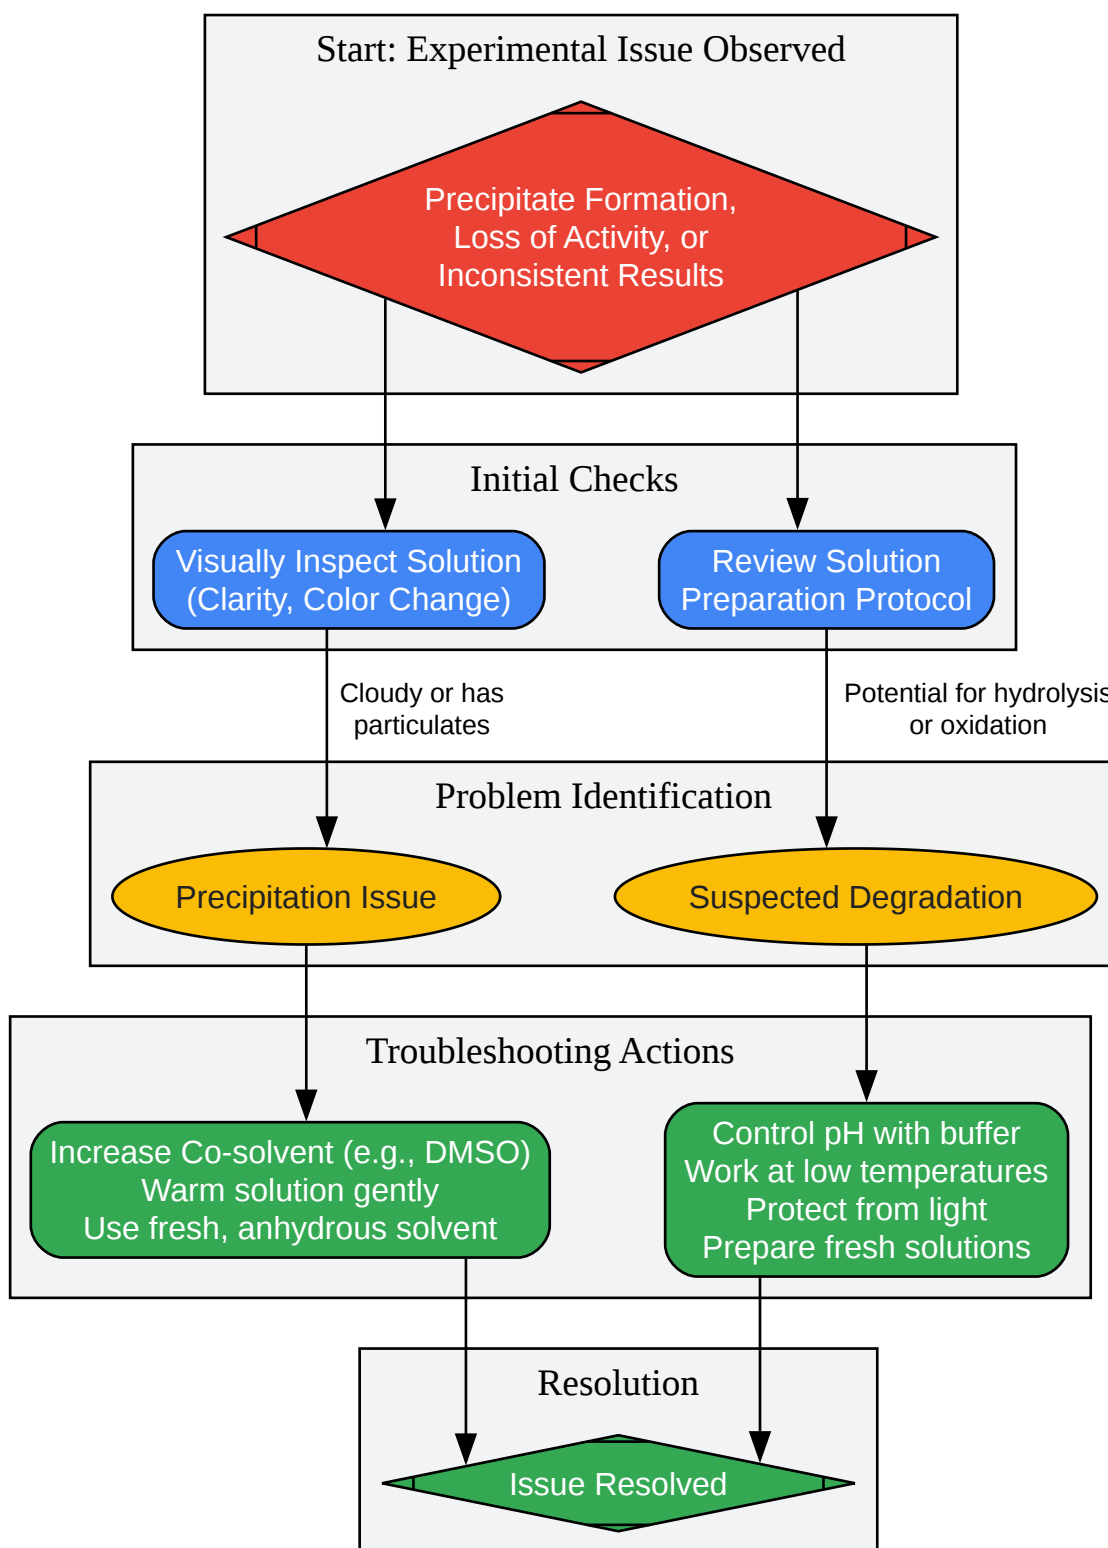 Start: Experimental Issue Observed
Precipitate Formation,
Loss of Activity, or
Inconsistent Results
Initial Checks
Visually Inspect Solution
(Clarity, Color Change)
Review Solution
Preparation Protocol
Cloudy or has
particulates
Potential for hydrolysis
or oxidation
Problem Identification
Precipitation Issue
Suspected Degradation
Troubleshooting Actions
Increase Co-solvent (e.g., DMSO)
Warm solution gently
Use fresh, anhydrous solvent
Control pH with buffer
Work at low temperatures
Protect from light
Prepare fresh solutions
Resolution
Issue Resolved